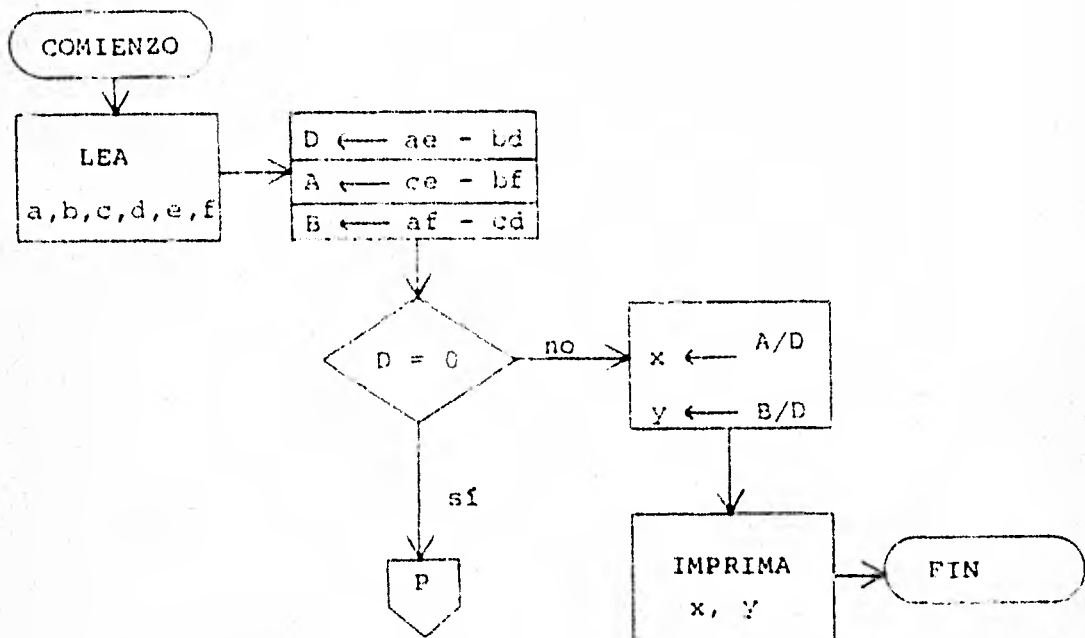 COMIENZO
LEA
a,b,c,d,e,f
D ← ae - bd
A ← ce - bf
B ← af - cd
D = 0
no
x ← A/D
y ← B/D
sí
P
IMPRIMA
x, y
FIN